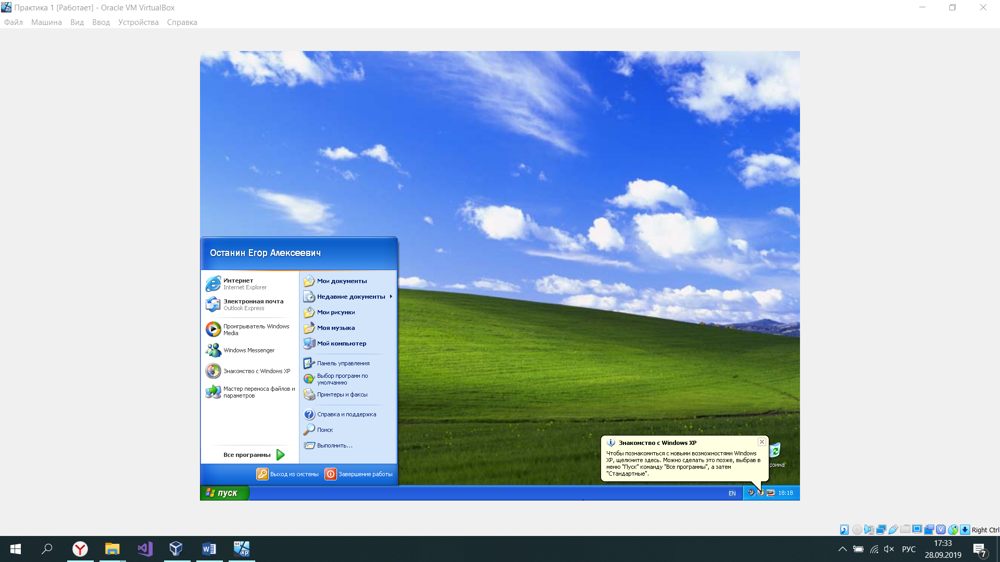 Практика 1 [Работает] - Oracle VM VirtualBox
Файл Машина Вид Ввод Устройства Справка
Останин Егор Алексеевич
Интернет
Internet Explorer
Электронная почта
Outlook Express
Проигрыватель Windows
Media
Windows Messenger
Знакомство с Windows XP
Мастер переноса файлов и
параметров
Все программы
Мои документы
Недавние документы
Мои рисунки
Моя музыка
Мой компьютер
Панель управления
Выбор программ по
умолчанию
Принтеры и факсы
Справка и поддержка
Поиск
Выполнить...
Выход из системы Завершение работы
Знакомство с Windows XP
Чтобы познакомиться с новыми возможностями Windows
XP, щелкните здесь. Можно сделать это позже, выбрав в
меню "Пуск" команду "Все программы", а затем
"Стандартные".
рзина
пуск
EN
18:18
Right Ctrl
64
xp
РУС
17:33
28.09.2019
7